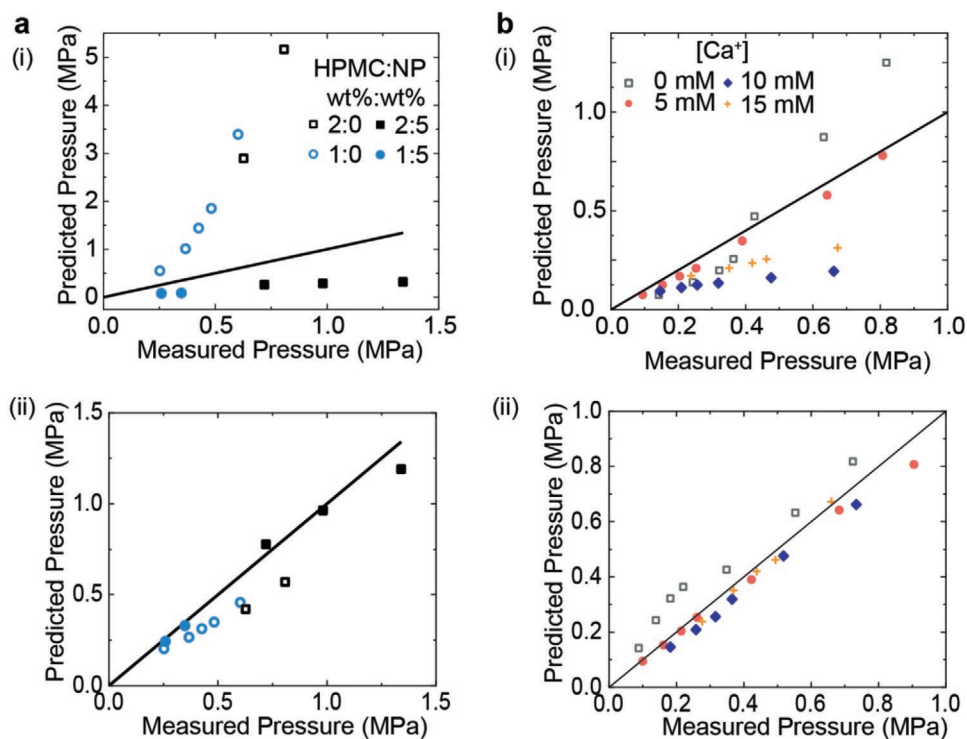 a
(i)
HPMC:NP
wt%:wt%
2:0 2:5
1:0 1:5
Predicted Pressure (MPa)
5
4
3
2
1
0
0.0 0.5 1.0 1.5
Measured Pressure (MPa)
b
(i)
[Ca⁺]
0 mM 10 mM
5 mM 15 mM
Predicted Pressure (MPa)
1.0
0.5
0.0
0.0 0.2 0.4 0.6 0.8 1.0
Measured Pressure (MPa)
(ii)
Predicted Pressure (MPa)
1.5
1.0
0.5
0.0
0.0 0.5 1.0 1.5
Measured Pressure (MPa)
(ii)
Predicted Pressure (MPa)
1.0
0.8
0.6
0.4
0.2
0.0
0.0 0.2 0.4 0.6 0.8 1.0
Measured Pressure (MPa)